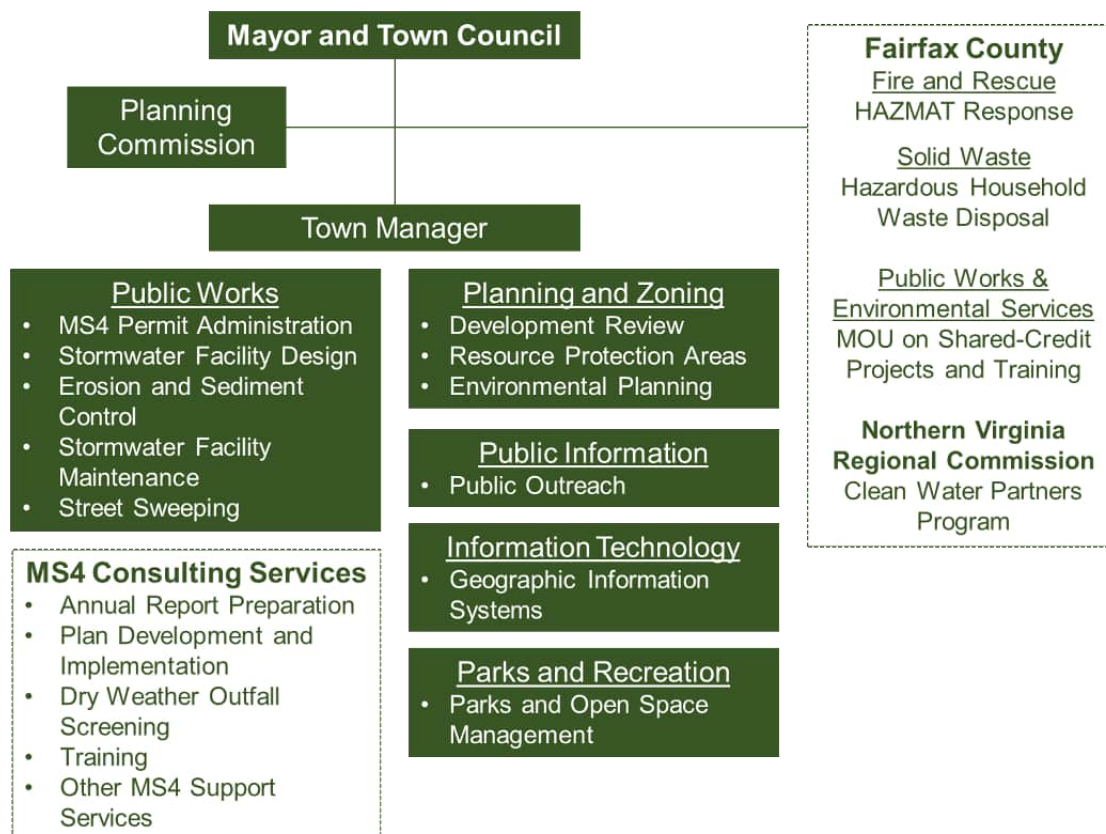 Mayor and Town Council
Planning
Commission
Town Manager
Public Works
• MS4 Permit Administration
• Stormwater Facility Design
• Erosion and Sediment
Control
• Stormwater Facility
Maintenance
• Street Sweeping
MS4 Consulting Services
• Annual Report Preparation
• Plan Development and
Implementation
• Dry Weather Outfall
Screening
• Training
• Other MS4 Support
Services
Planning and Zoning
• Development Review
• Resource Protection Areas
• Environmental Planning
Public Information
• Public Outreach
Information Technology
• Geographic Information
Systems
Parks and Recreation
• Parks and Open Space
Management
Fairfax County
Fire and Rescue
HAZMAT Response
Solid Waste
Hazardous Household
Waste Disposal
Public Works &
Environmental Services
MOU on Shared-Credit
Projects and Training
Northern Virginia
Regional Commission
Clean Water Partners
Program